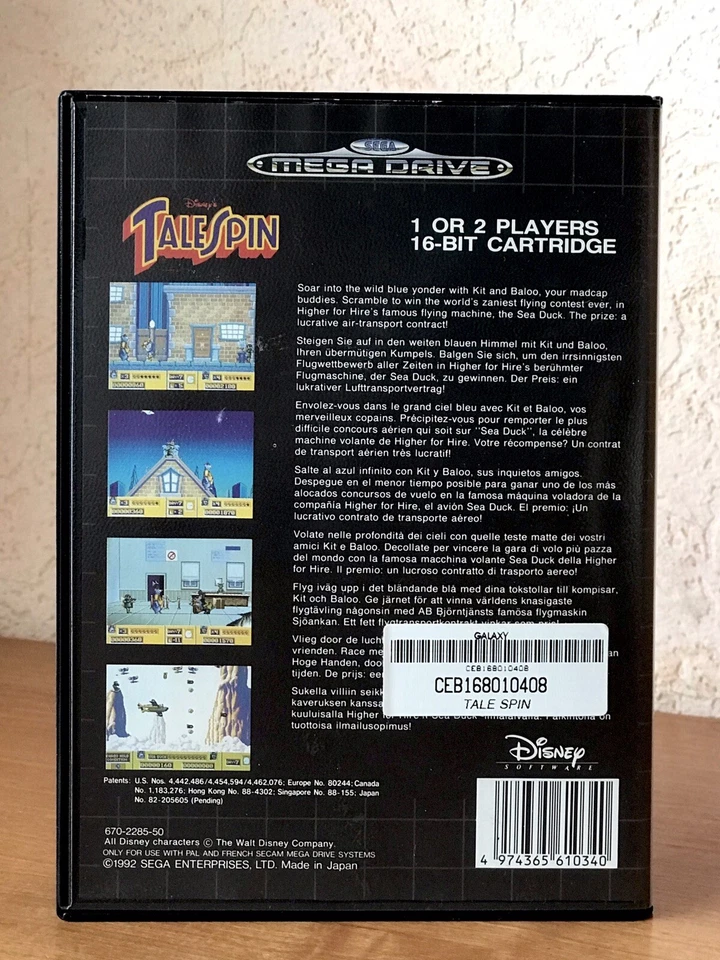 SEGA
MEGA DRIVE
Disney's
TALESPIN
1 OR 2 PLAYERS
16-BIT CARTRIDGE
Soar into the wild blue yonder with Kit and Baloo, your madcap
buddies. Scramble to win the world's zaniest flying contest ever, in
Higher for Hire's famous flying machine, the Sea Duck. The prize: a
lucrative air-transport contract!
Steigen Sie auf in den weiten blauen Himmel mit Kit und Baloo,
Ihren übermütigen Kumpels. Balgen Sie sich, um den irrsinnigsten
Flugwettbewerb aller Zeiten in Higher for Hire's berühmter
Flugmaschine, der Sea Duck, zu gewinnen. Der Preis: ein
lukrativer Lufttransportvertrag!
Envolez-vous dans le grand ciel bleu avec Kit et Baloo, vos
merveilleux copains. Précipitez-vous pour remporter le plus
difficile concours aérien qui soit sur "Sea Duck", la célèbre
machine volante de Higher for Hire. Votre récompense? Un contrat
de transport aérien très lucratif!
Salte al azul infinito con Kit y Baloo, sus inquietos amigos.
Despegue en el menor tiempo posible para ganar uno de los más
alocados concursos de vuelo en la famosa máquina voladora de la
compañía Higher for Hire, el avión Sea Duck. El premio: ¡Un
lucrativo contrato de transporte aéreo!
Volate nelle profondità dei cieli con quelle teste matte dei vostri
amici Kit e Baloo. Decollate per vincere la gara di volo più pazza
del mondo con la famosa macchina volante Sea Duck della Higher
for Hire. Il premio: un lucroso contratto di trasporto aereo!
Flyg iväg upp i det bländande blå med dina tokstollar till kompisar,
Kit och Baloo. Ge järnet för att vinna världens knasigaste
flygtävling någonsin med AB Björntjänsts famösa flygmaskin
Sjöankan. Ett fett flygtransportkontrakt vinkar som pris!
Vlieg door de lucht
vrienden. Race me
Hoge Handen, doo
tijden. De prijs: ee
Sukella villiin seikk
kaveruksen kanssa
kuuluisalla Higher for Hire'n Sea Duck
tuottoisa ilmailusopimus!
GALAXY
CEB168010408
CEB168010408
TALE SPIN
Disney
SOFTWARE
Patents: U.S. Nos. 4,442,486/4,454,594/4,462,076; Europe No. 80244; Canada
No. 1,183,276; Hong Kong No. 88-4302; Singapore No. 88-155; Japan
No. 82-205605 (Pending)
670-2285-50
All Disney characters © The Walt Disney Company.
ONLY FOR USE WITH PAL AND FRENCH SECAM MEGA DRIVE SYSTEMS
©1992 SEGA ENTERPRISES, LTD. Made in Japan
4 974365 610340